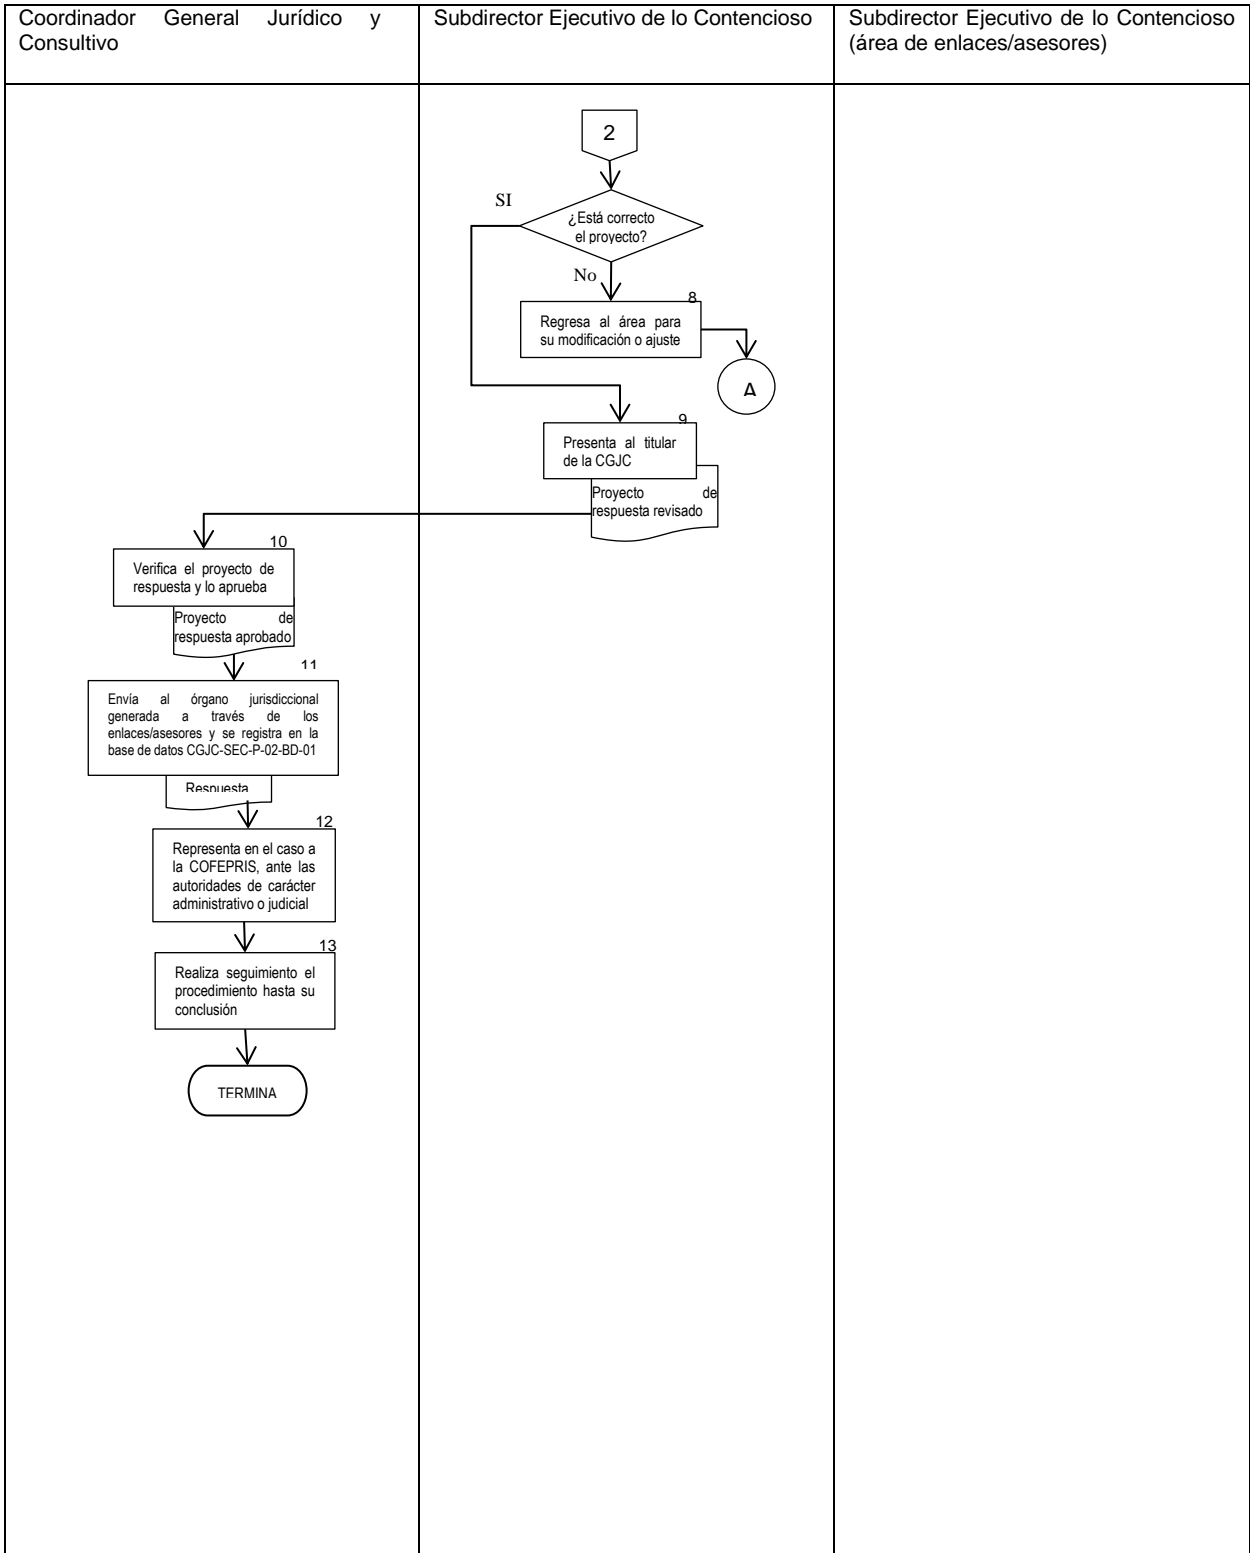 Coordinador General Jurídico y
Consultivo
Subdirector Ejecutivo de lo Contencioso
Subdirector Ejecutivo de lo Contencioso
(área de enlaces/asesores)
2
SI
¿Está correcto
el proyecto?
No
8
Regresa al área para
su modificación o ajuste
A
9
Presenta al titular
de la CGJC
Proyecto de
respuesta revisado
10
Verifica el proyecto de
respuesta y lo aprueba
Proyecto de
respuesta aprobado
11
Envía al órgano jurisdiccional
generada a través de los
enlaces/asesores y se registra en la
base de datos CGJC-SEC-P-02-BD-01
Respuesta
12
Representa en el caso a
la COFEPRIS, ante las
autoridades de carácter
administrativo o judicial
13
Realiza seguimiento el
procedimiento hasta su
conclusión
TERMINA